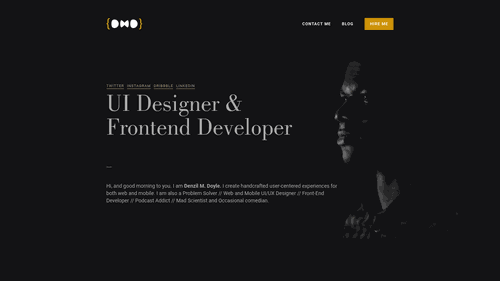 {DMD}
CONTACT ME BLOG HIRE ME
TWITTER INSTAGRAM DRIBBBLE LINKEDIN
UI Designer &
Frontend Developer
Hi, and good morning to you. I am Denzil M. Doyle. I create handcrafted user-centered experiences for
both web and mobile. I am also a Problem Solver // Web and Mobile UI/UX Designer // Front-End
Developer // Podcast Addict // Mad Scientist and Occasional comedian.